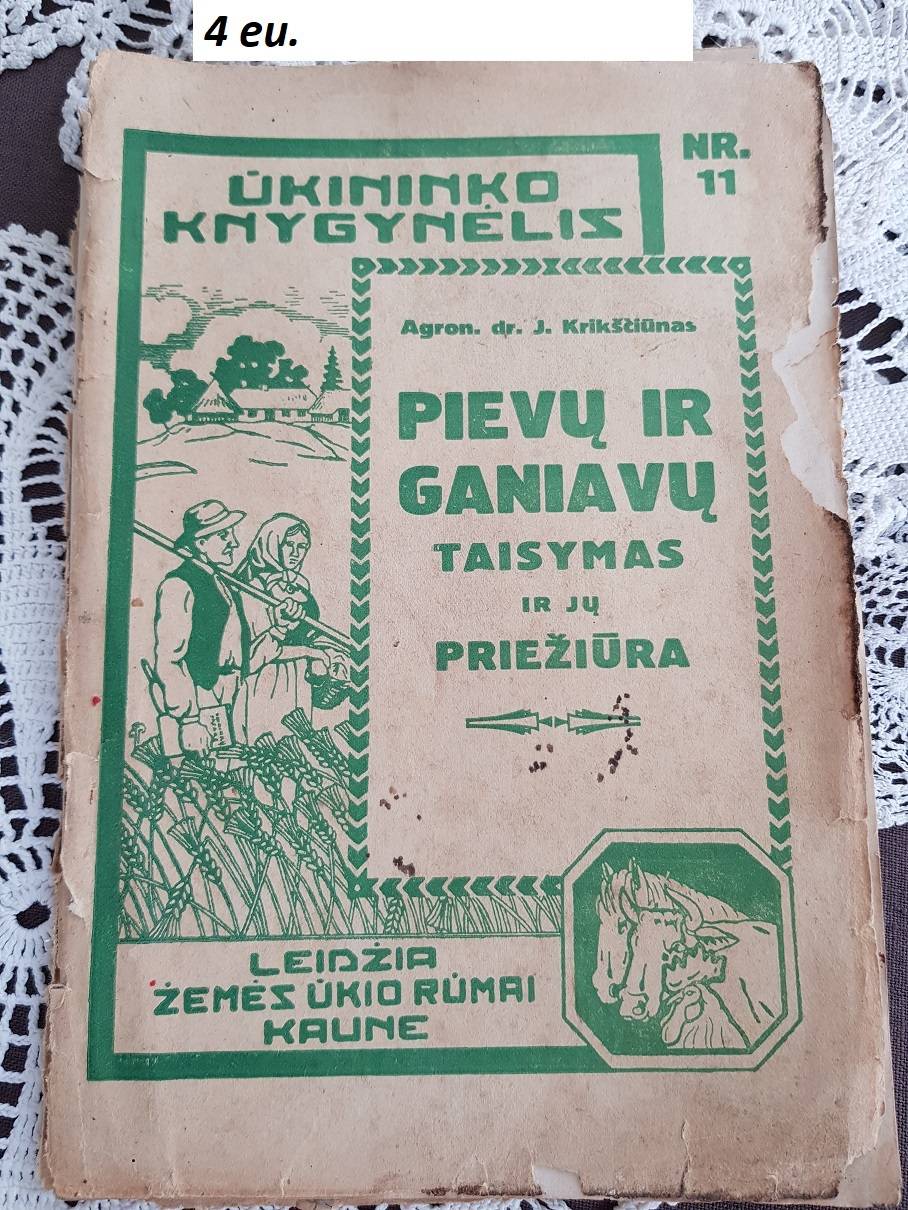 4 eu.
NR.
11
ŪKININKO
KNYGYNĖLIS
Agron. dr. J. Krikščiūnas
PIEVŲ IR
GANIAVŲ
TAISYMAS
IR JŲ
PRIEŽIŪRA
LEIDŽIA
ŽEMĖS ŪKIO RŪMAI
KAUNE